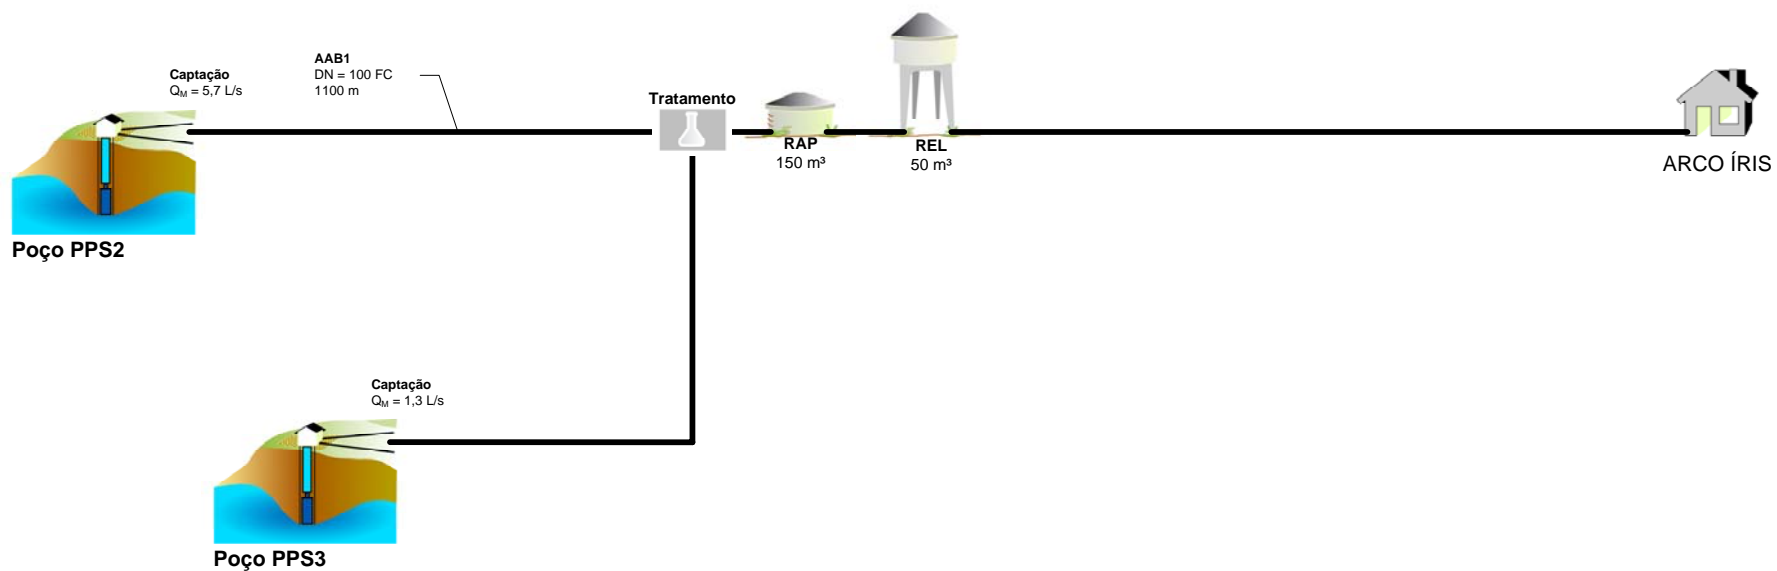 Captação
Qₘ = 5,7 L/s
AAB1
DN = 100 FC
1100 m
Tratamento
RAP
150 m³
REL
50 m³
ARCO ÍRIS
Poço PPS2
Captação
Qₘ = 1,3 L/s
Poço PPS3